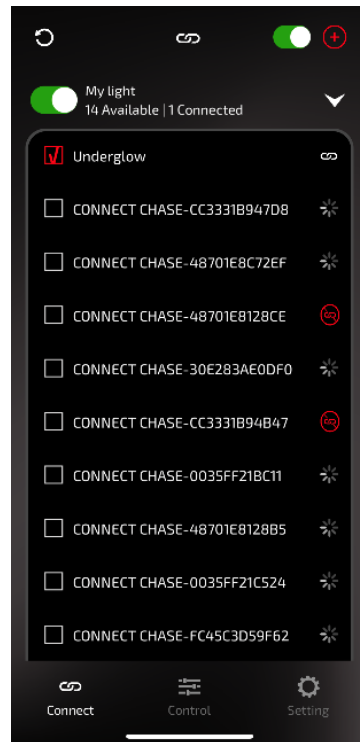 My light
14 Available | 1 Connected
Underglow
CONNECT CHASE-CC3331B947D8
CONNECT CHASE-48701E8C72EF
CONNECT CHASE-48701E8128CE
CONNECT CHASE-30E283AE0DF0
CONNECT CHASE-CC3331B94B47
CONNECT CHASE-0035FF21BC11
CONNECT CHASE-48701E8128B5
CONNECT CHASE-0035FF21C524
CONNECT CHASE-FC45C3D59F62
Connect Control Setting